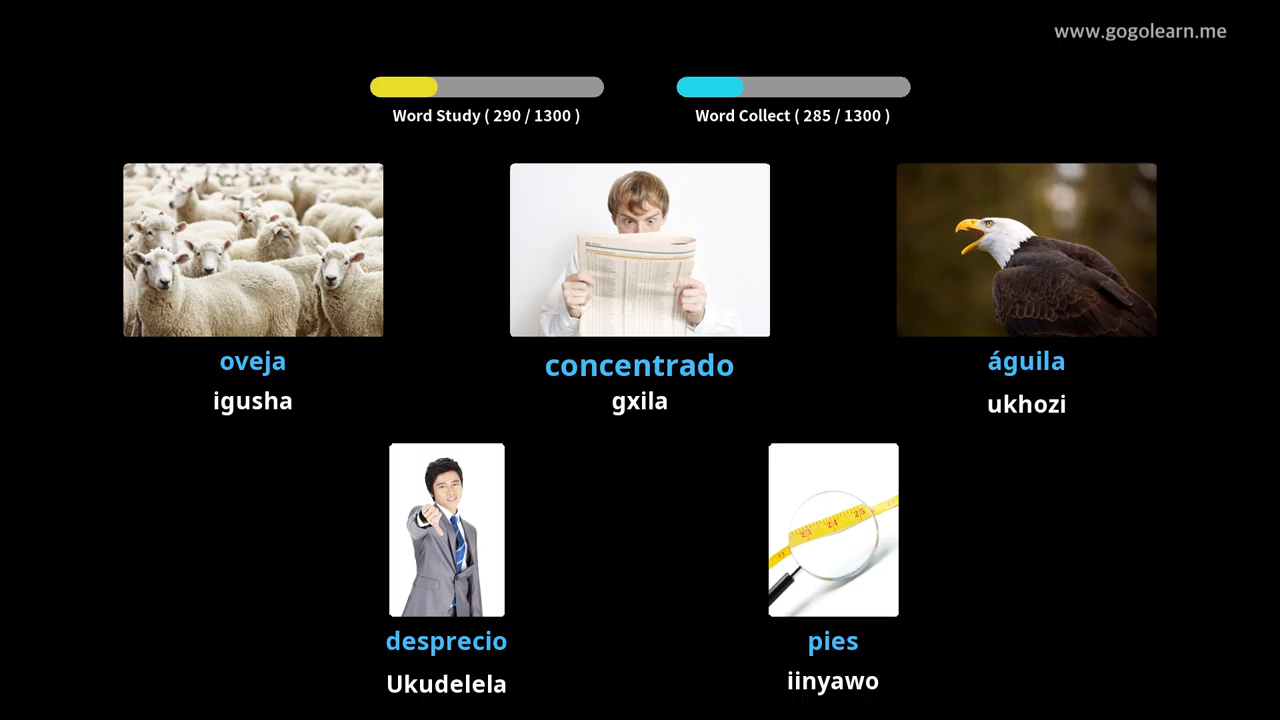 www.gogolearn.me
Word Study ( 290 / 1300 )
Word Collect ( 285 / 1300 )
oveja
igusha
concentrado
gxila
águila
ukhozi
desprecio
Ukudelela
pies
iinyawo